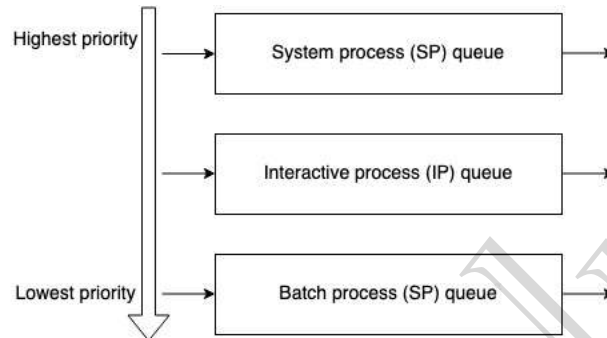 Highest priority
System process (SP) queue
Interactive process (IP) queue
Lowest priority
Batch process (SP) queue